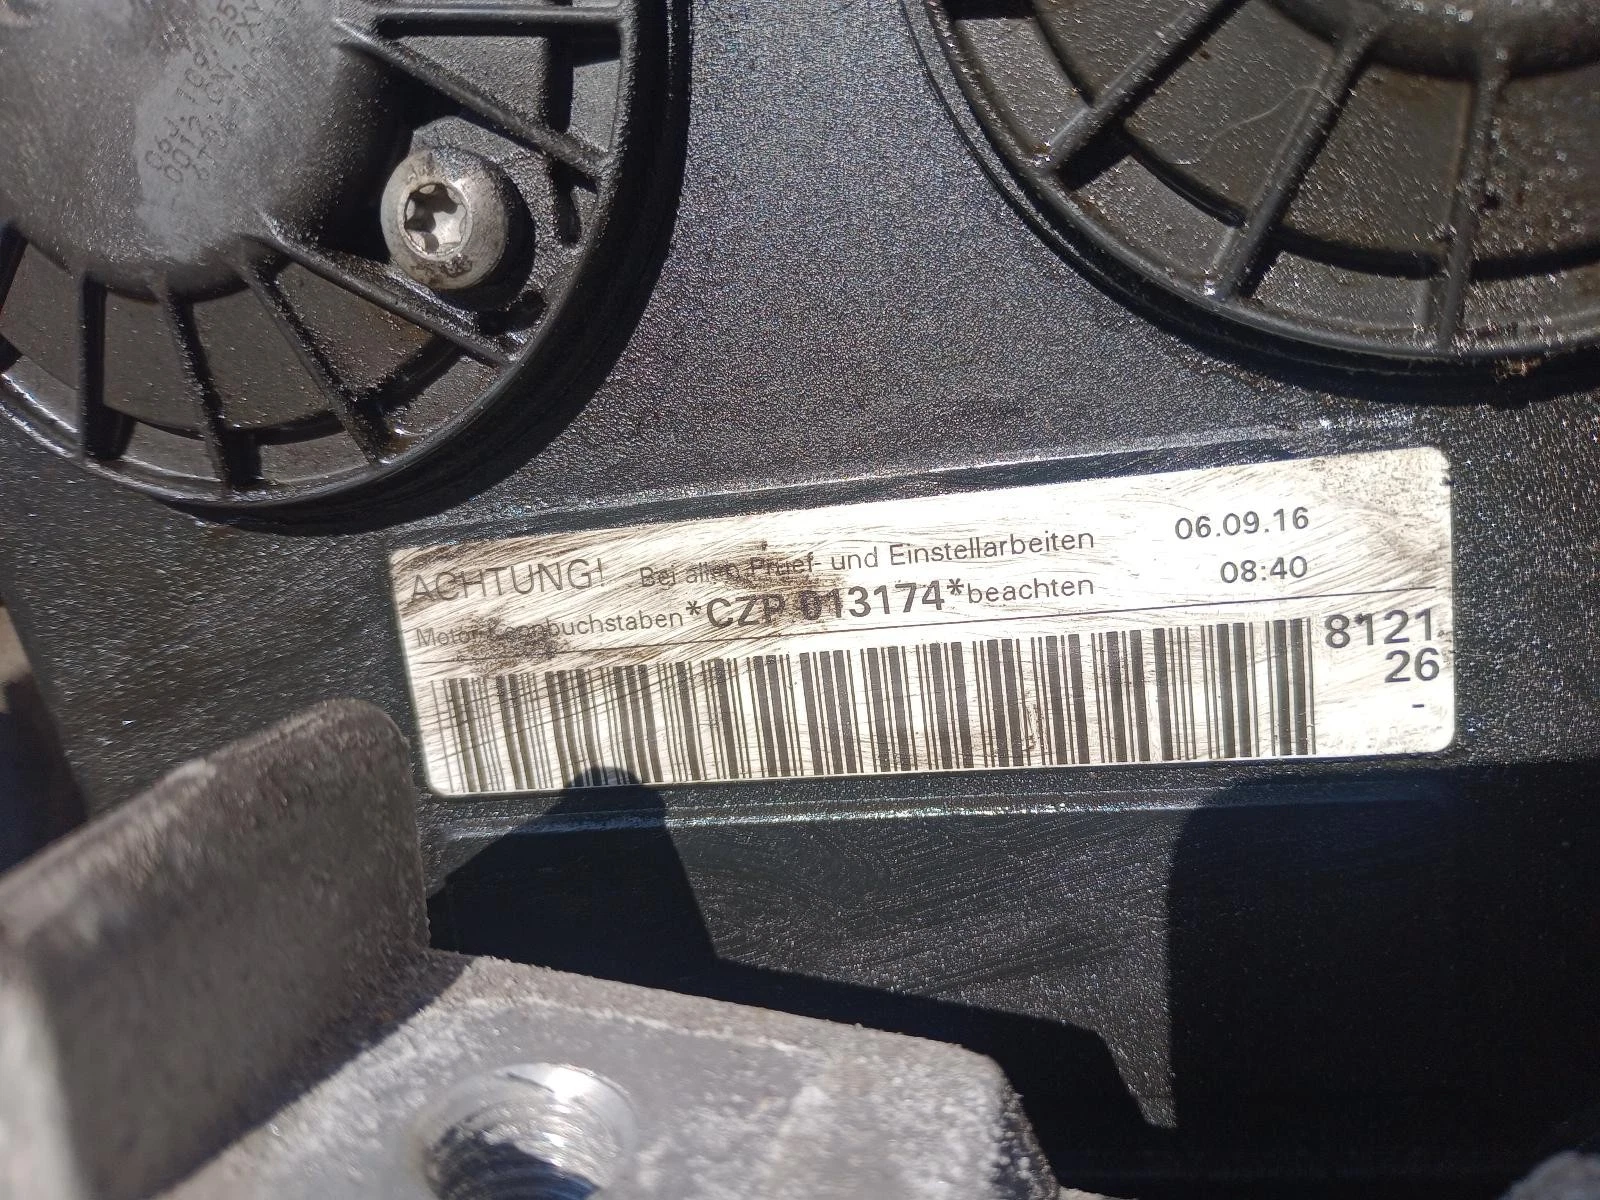 ACHTUNG! Bei allen Pruef- und Einstellarbeiten 06.09.16
Motor-Kennbuchstaben *CZP 013174* beachten 08:40
8121
26
-